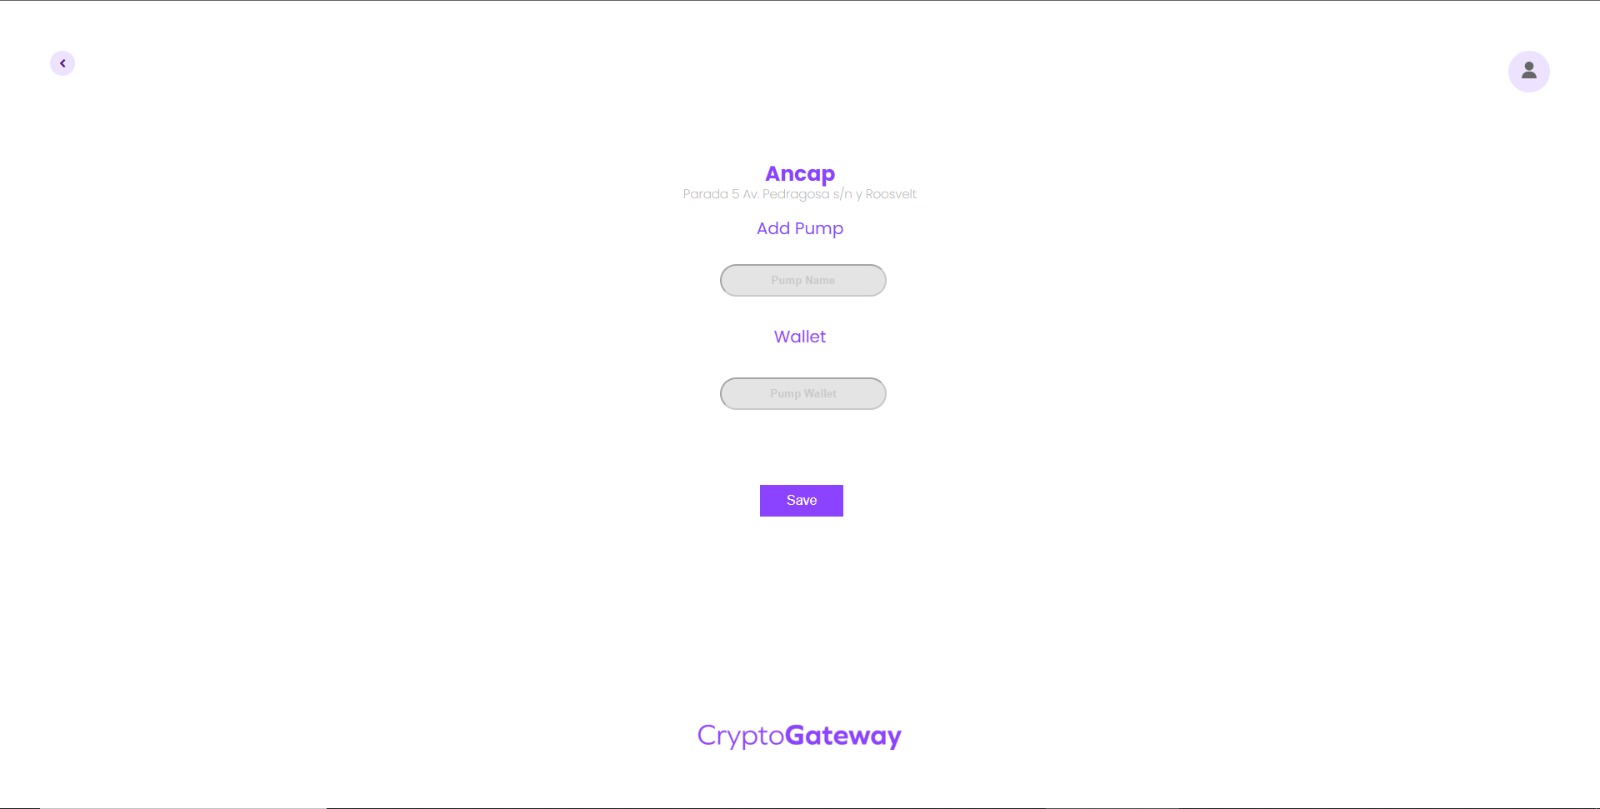 Ancap
Parada 5 Av. Pedragosa s/n y Roosvelt
Add Pump
Pump Name
Wallet
Pump Wallet
Save
CryptoGateway